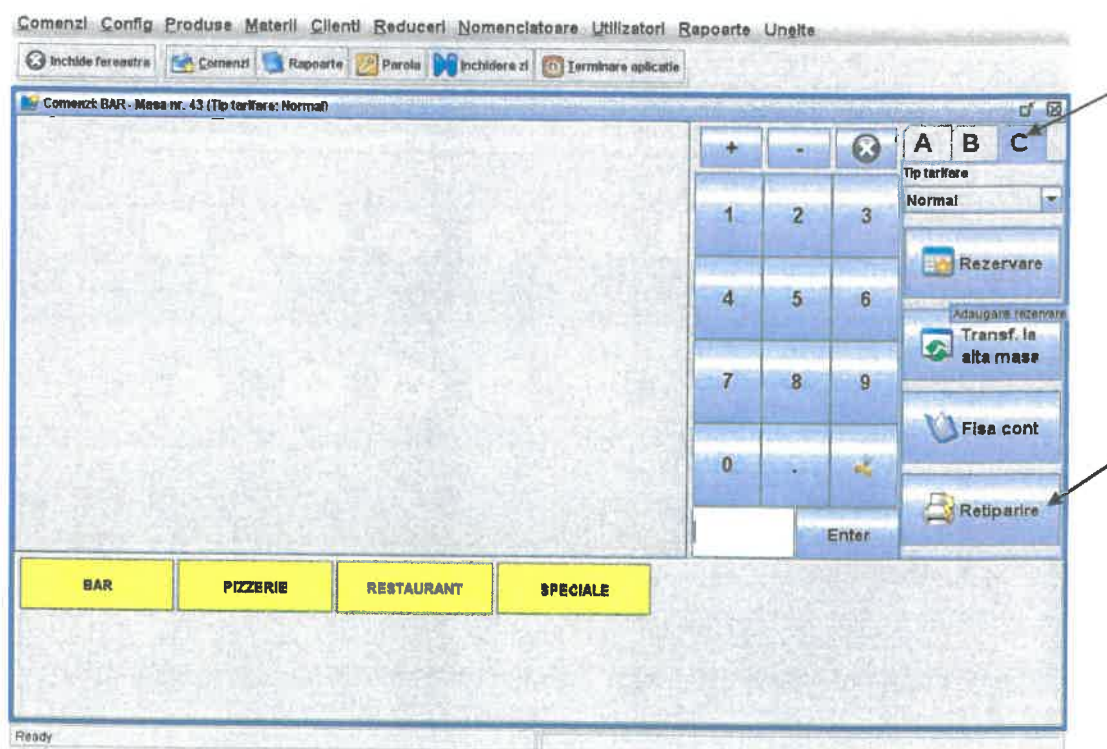 Comenzi Config Produse Materii Clienti Reduceri Nomenclatoare Utilizatori Rapoarte Unelte
Inchide fereastra Comenzi Rapoarte Parola Inchidere zi Terminare aplicatie
Comenzi: BAR - Masa nr. 43 (Tip tarifare: Normal)
+ - A B C
Tip tarifare
Normal
1 2 3
Rezervare
4 5 6
Adaugare rezervare
Transf. la
alta masa
7 8 9
Fisa cont
0 .
Retiparire
Enter
BAR PIZZERIE RESTAURANT SPECIALE
Ready